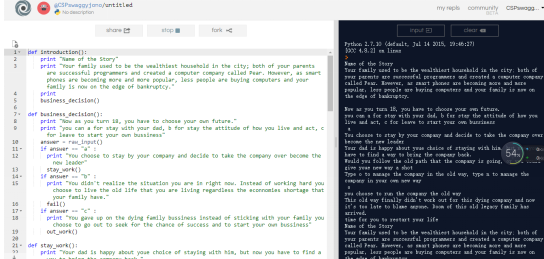 @CSPswaggyjono/untitled
No description
my repls community CSPswagg..
share stop fork
input clear
1 def Introduction():
2 print "Name of the Story"
3 print "Your family used to be the wealthiest household in the city; both of your parents
are successful programmers and created a computer company called Pear. However, as smart
phones are becoming more and more popular, less people are buying computers and your
family is now on the edge of bankruptcy."
4 print
5 business_decision()
6
7 def business_decision():
8 print "Now as you turn 18, you have to choose your own future."
9 print "you can a for stay with your dad, b for stay the attitude of how you live and act, c
for leave to start your own bussiness"
10 answer = raw_input()
11 if answer == "a" :
12 print "You choose to stay by your company and decide to take the company over become the
new leader"
13 stay_work()
14 if answer == "b" :
15 print "You didn't realize the situation you are in right now. Instead of working hard you
choose to live the old life that you are living regardless the economies shortage that
your family have."
16 fail()
17 if answer == "c" :
18 print "You gave up on the dying family bussiness instead of sticking with your family you
choose to go out to seek for the chance of success and to start your own bussiness"
19 out_work()
20
21 def stay_work():
print "Your dad is happy about your choice of staying with him, but now you have to find a
Python 2.7.10 (default, Jul 14 2015, 19:46:27)
[GCC 4.8.2] on linux
Name of the Story
Your family used to be the wealthiest household in the city; both of
your parents are successful programmers and created a computer company
called Pear. However, as smart phones are becoming more and more
popular, less people are buying computers and your family is now on
the edge of bankruptcy.
Now as you turn 18, you have to choose your own future.
you can a for stay with your dad, b for stay the attitude of how you
live and act, c for leave to start your own bussiness
a
You choose to stay by your company and decide to take the company over
become the new leader
Your dad is happy about your choice of staying with him,
have to find a way to bring the company back.
Would you follow the old path that the company is going,
give your new way a shot
Type o to manage the company in the old way, type n to manage the
company in your own new way
o
you choose to run the company the old way
This old way finally didn't work out for this dying company and now
it's too late to blame anyone. Doom of this old legacy family has
arrived.
time for you to restart your life
Name of the Story
Your family used to be the wealthiest household in the city; both of
your parents are successful programmers and created a computer company
called Pear. However, as smart phones are becoming more and more
popular, less people are buying computers and your family is now on
54